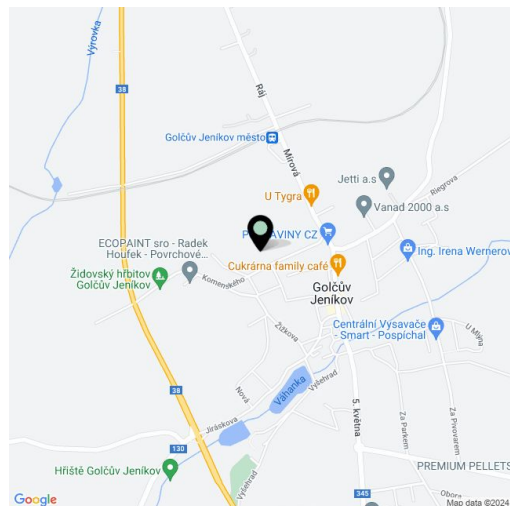 Výrovka
38
Ráj
Golčův Jeníkov město
Mírová
Jetti a.s
Riegrova
U Tygra
Vanad 2000 a.s
P
AVINY CZ
ECOPAINT sro - Radek
Houfek - Povrchové...
Ing. Irena Wernerov
Cukrárna family café
Židovský hřbitov
Golčův Jeníkov
Komenského
Golčův
Jeníkov
Centrální Vysavače
- Smart - Pospíchal
Žižkova
U Mlýna
Váhanka
Vyšehrad
Nová
38
5. května
Jiráskova
Za Parkem
Za Pivovarem
130
Hřiště Golčův Jeníkov
Vyšehrad
PREMIUM PELLETS
345
Obora
Google
Map data ©2024